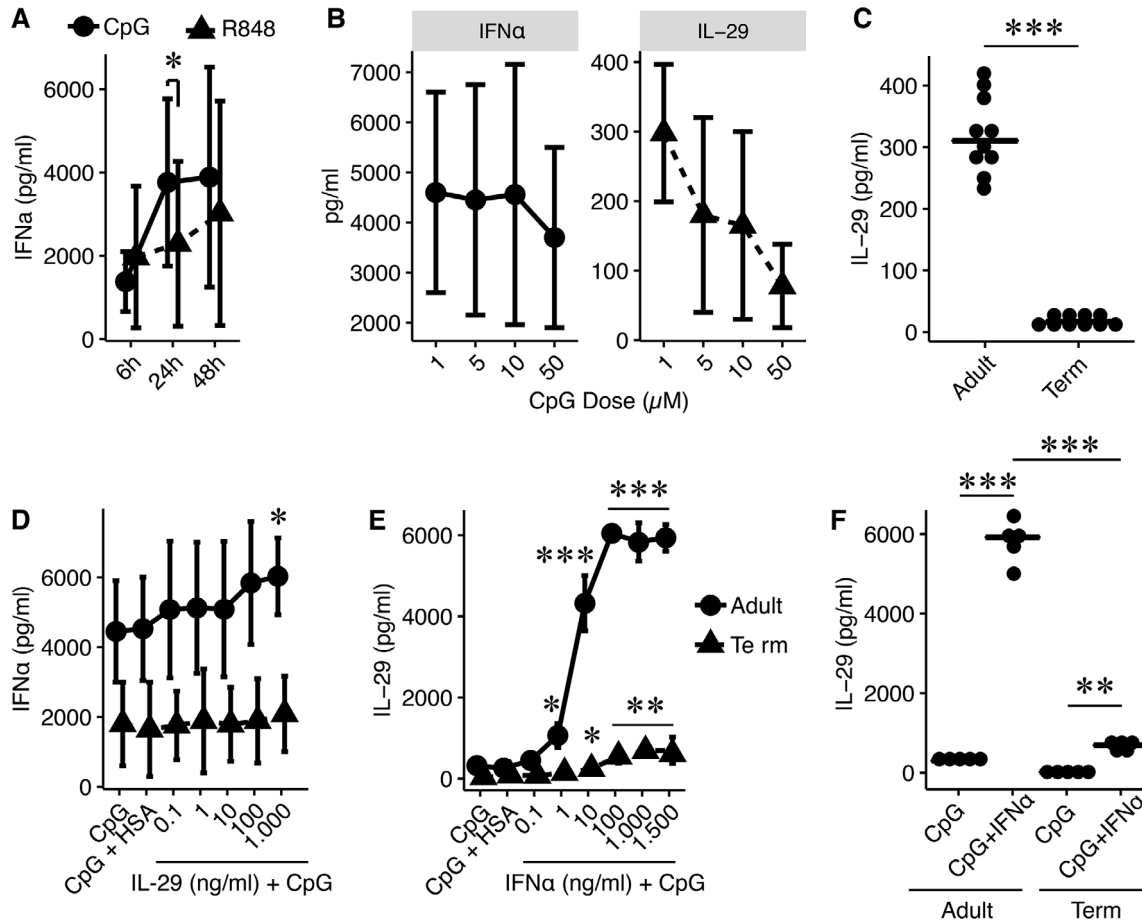 A
CpG
R848
*
IFNa (pg/ml)
6000
4000
2000
0
6h
24h
48h
B
IFNα
IL−29
pg/ml
7000
6000
5000
4000
3000
2000
400
300
200
100
0
1
5
10
50
1
5
10
50
CpG Dose (µM)
C
***
IL−29 (pg/ml)
400
300
200
100
0
Adult
Term
D
*
IFNα (pg/ml)
6000
4000
2000
0
CpG
CpG + HSA
0.1
1
10
100
1.000
IL-29 (ng/ml) + CpG
E
***
***
*
*
**
IL−29 (pg/ml)
6000
4000
2000
0
Adult
Te rm
CpG
CpG + HSA
0.1
1
10
100
1.000
1.500
IFNα (ng/ml) + CpG
F
***
***
**
IL−29 (pg/ml)
6000
4000
2000
0
CpG
CpG+IFNα
CpG
CpG+IFNα
Adult
Term